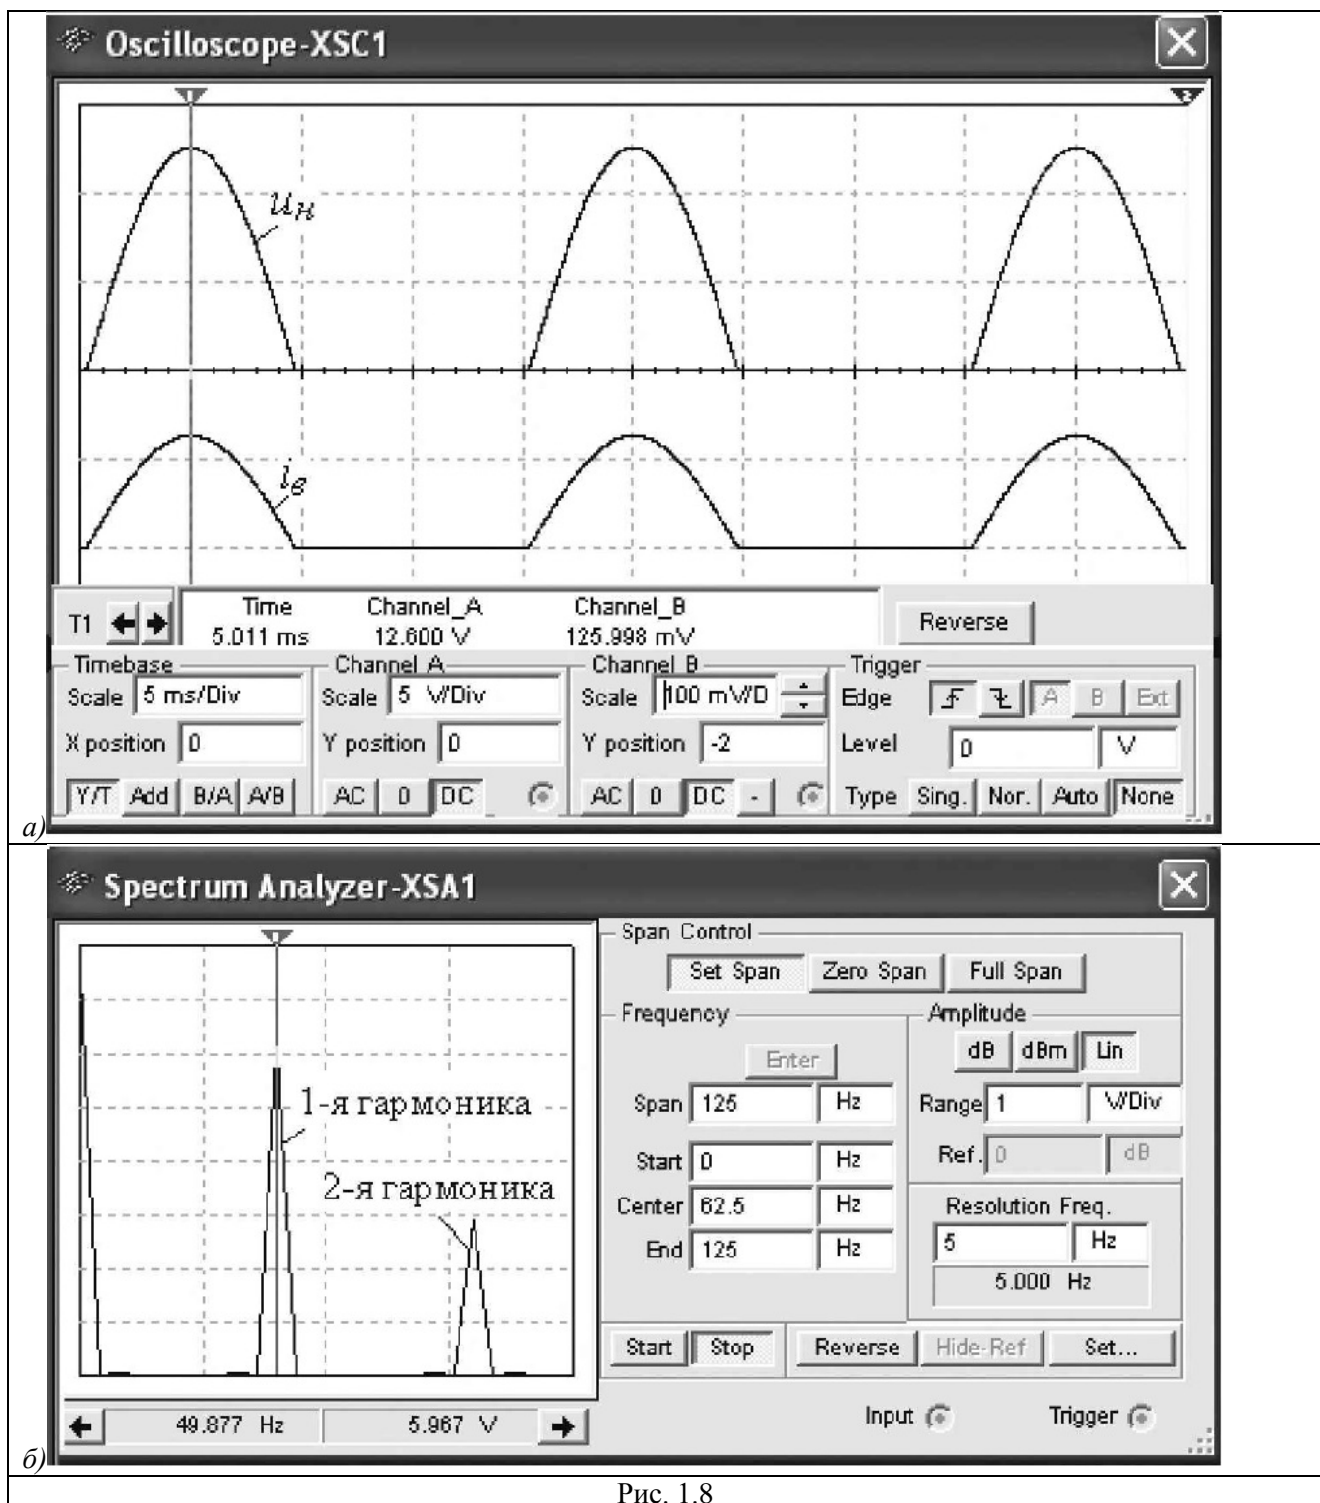 Oscilloscope-XSC1
1
2
uн
iв
T1
Time Channel_A Channel_B
5.011 ms 12.600 V 125.998 mV
Reverse
Timebase
Scale 5 ms/Div
X position 0
Y/T Add B/A A/B
Channel A
Scale 5 V/Div
Y position 0
AC 0 DC
Channel B
Scale 100 mV/D
Y position -2
AC 0 DC -
Trigger
Edge A B Ext
Level 0 V
Type Sing. Nor. Auto None
а)
Spectrum Analyzer-XSA1
1
1-я гармоника
2-я гармоника
49.877 Hz 5.967 V
Span Control
Set Span Zero Span Full Span
Frequency
Enter
Span 125 Hz
Start 0 Hz
Center 62.5 Hz
End 125 Hz
Amplitude
dB dBm Lin
Range 1 V/Div
Ref. 0 dB
Resolution Freq.
5 Hz
5.000 Hz
Start Stop Reverse Hide-Ref Set...
Input Trigger
б)
Рис. 1.8